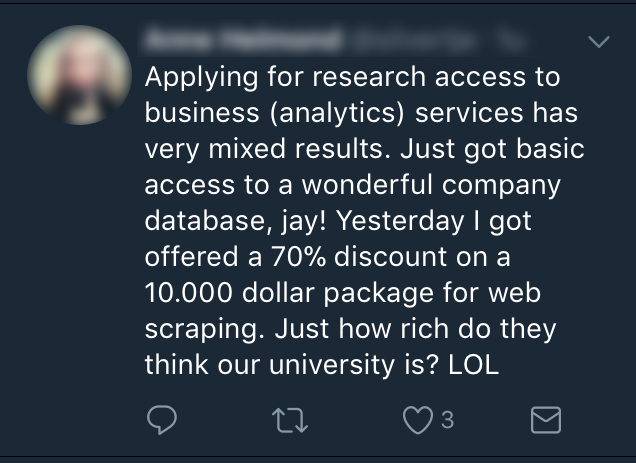 Applying for research access to
business (analytics) services has
very mixed results. Just got basic
access to a wonderful company
database, jay! Yesterday I got
offered a 70% discount on a
10.000 dollar package for web
scraping. Just how rich do they
think our university is? LOL
3